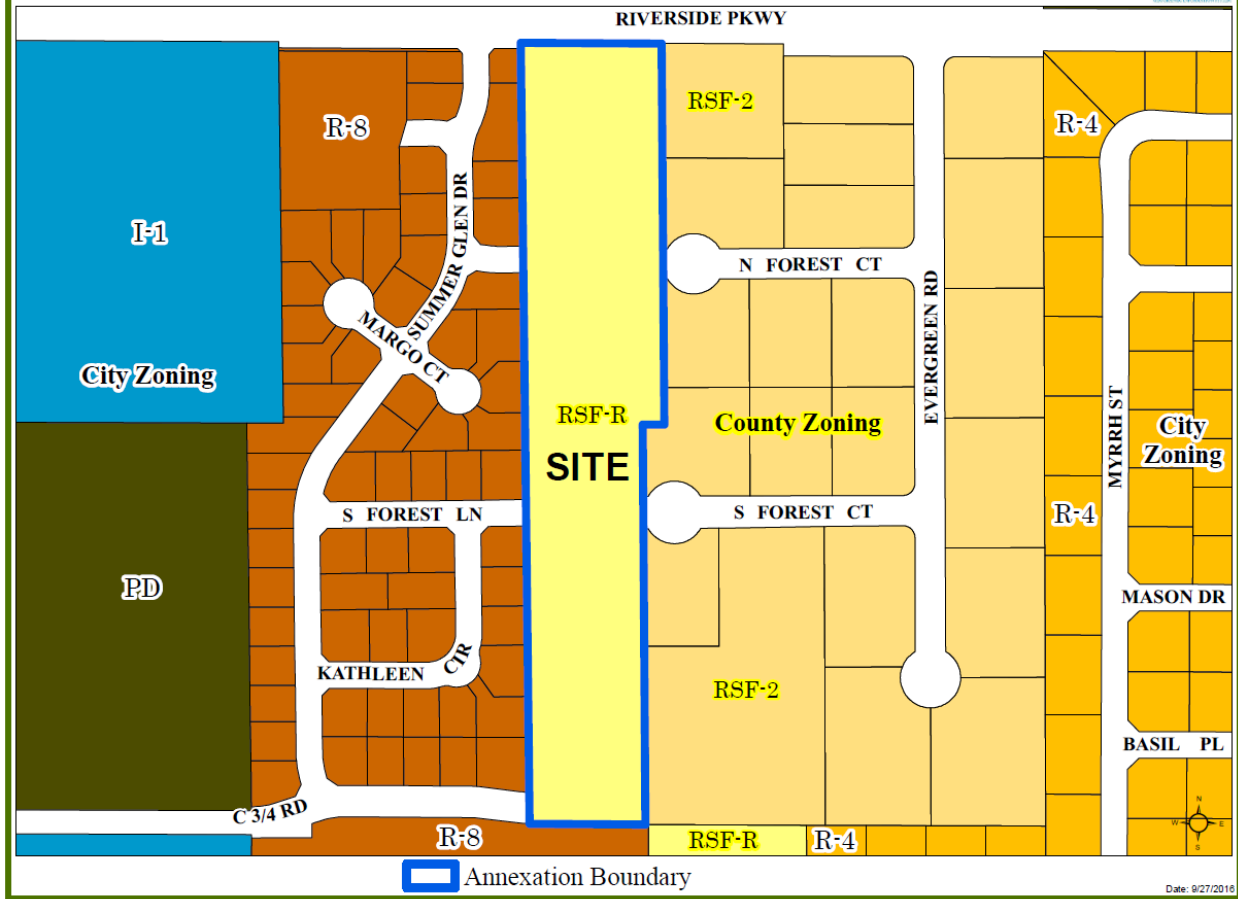 RIVERSIDE PKWY
RSF-2
R-8
R-4
SUMMER GLEN DR
I-1
N FOREST CT
EVERGREEN RD
MARGO CT
City Zoning
MYRRH ST
RSF-R
County Zoning
City
Zoning
SITE
S FOREST LN
S FOREST CT
R-4
PD
MASON DR
KATHLEEN CIR
RSF-2
BASIL PL
C 3/4 RD
N
W E
S
R-8
RSF-R
R-4
Annexation Boundary
Date: 9/27/2016